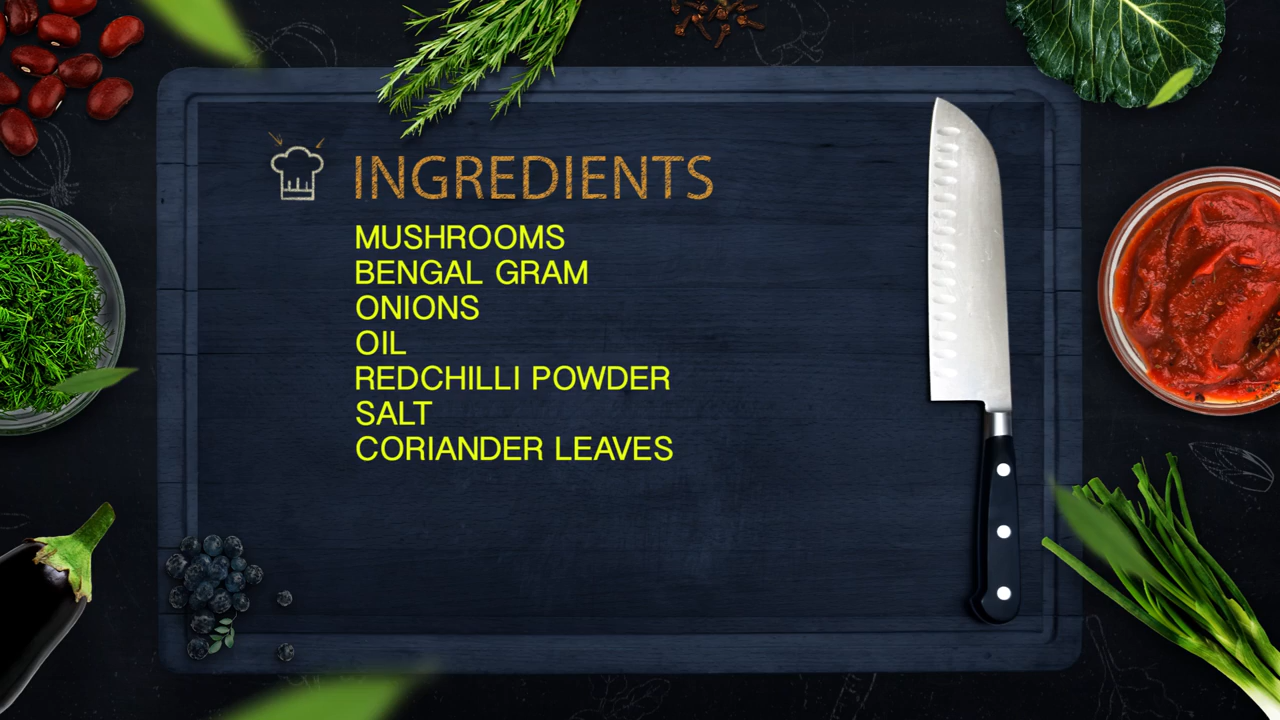 INGREDIENTS
MUSHROOMS
BENGAL GRAM
ONIONS
OIL
REDCHILLI POWDER
SALT
CORIANDER LEAVES